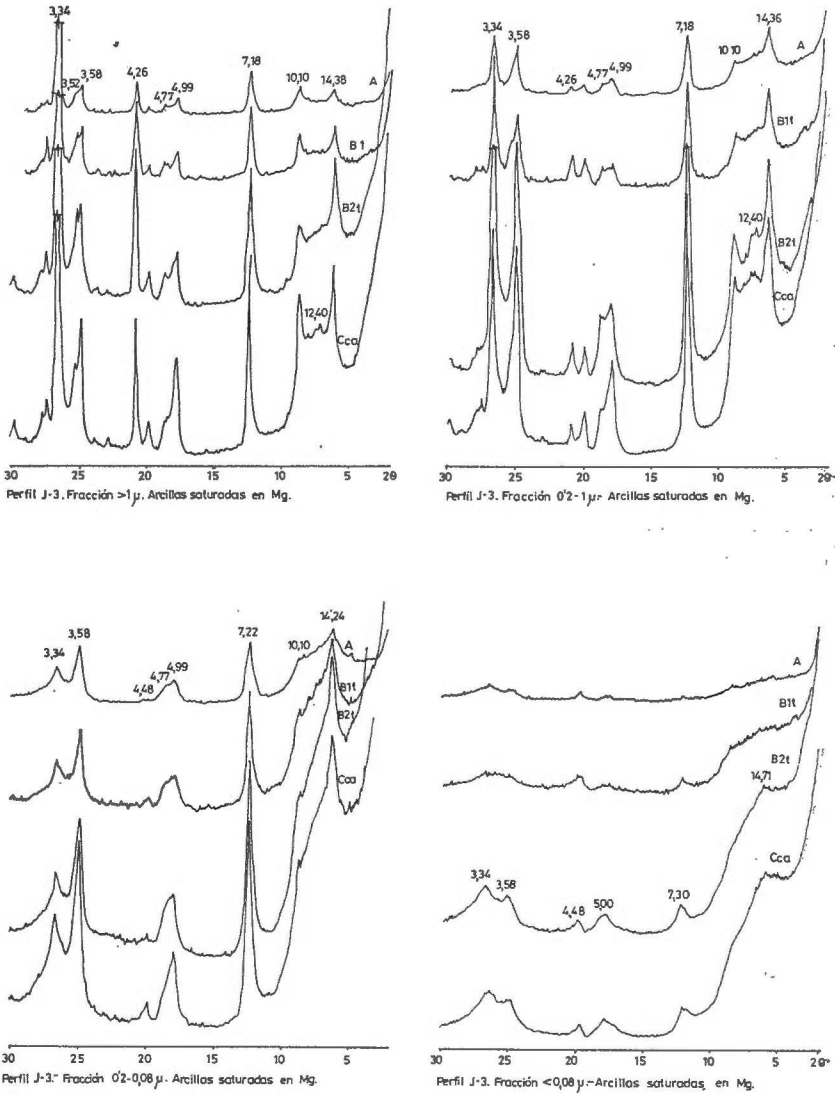 3,34
3,52
3,58
4,26
4,77
4,99
7,18
10,10
14,38
A
B1
B2t
12,40
Cca
30 25 20 15 10 5 2θ
Perfil J-3. Fracción >1μ. Arcillas saturadas en Mg.
3,34
3,58
4,26
4,77
4,99
7,18
10,10
14,36
A
B1t
12,40
B2t
Cca
30 25 20 15 10 5 2θ
Perfil J-3. Fracción 0'2-1μ.- Arcillas saturadas en Mg.
3,34
3,58
4,48
4,77
4,99
7,22
10,10
14,24
A
B1t
B2t
Cca
30 25 20 15 10 5
Perfil J-3.- Fracción 0'2-0,08μ. Arcillas saturadas en Mg.
A
B1t
B2t
14,71
Cca
3,34
3,58
4,48
5,00
7,30
30 25 20 15 10 5 2θ
Perfil J-3. Fracción <0,08μ.-Arcillas saturadas en Mg.